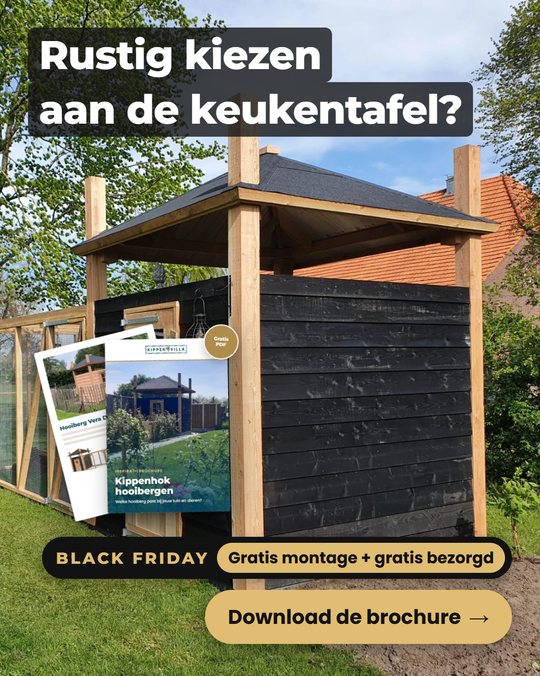 Rustig kiezen
aan de keukentafel?
Gratis
PDF
KIPPENVILLA
Hooiberg Vera
INSPIRATIEBROCHURE
Kippenhok
hooibergen
Welke hooiberg past bij jouw tuin en dieren?
BLACK FRIDAY
Gratis montage + gratis bezorgd
Download de brochure →